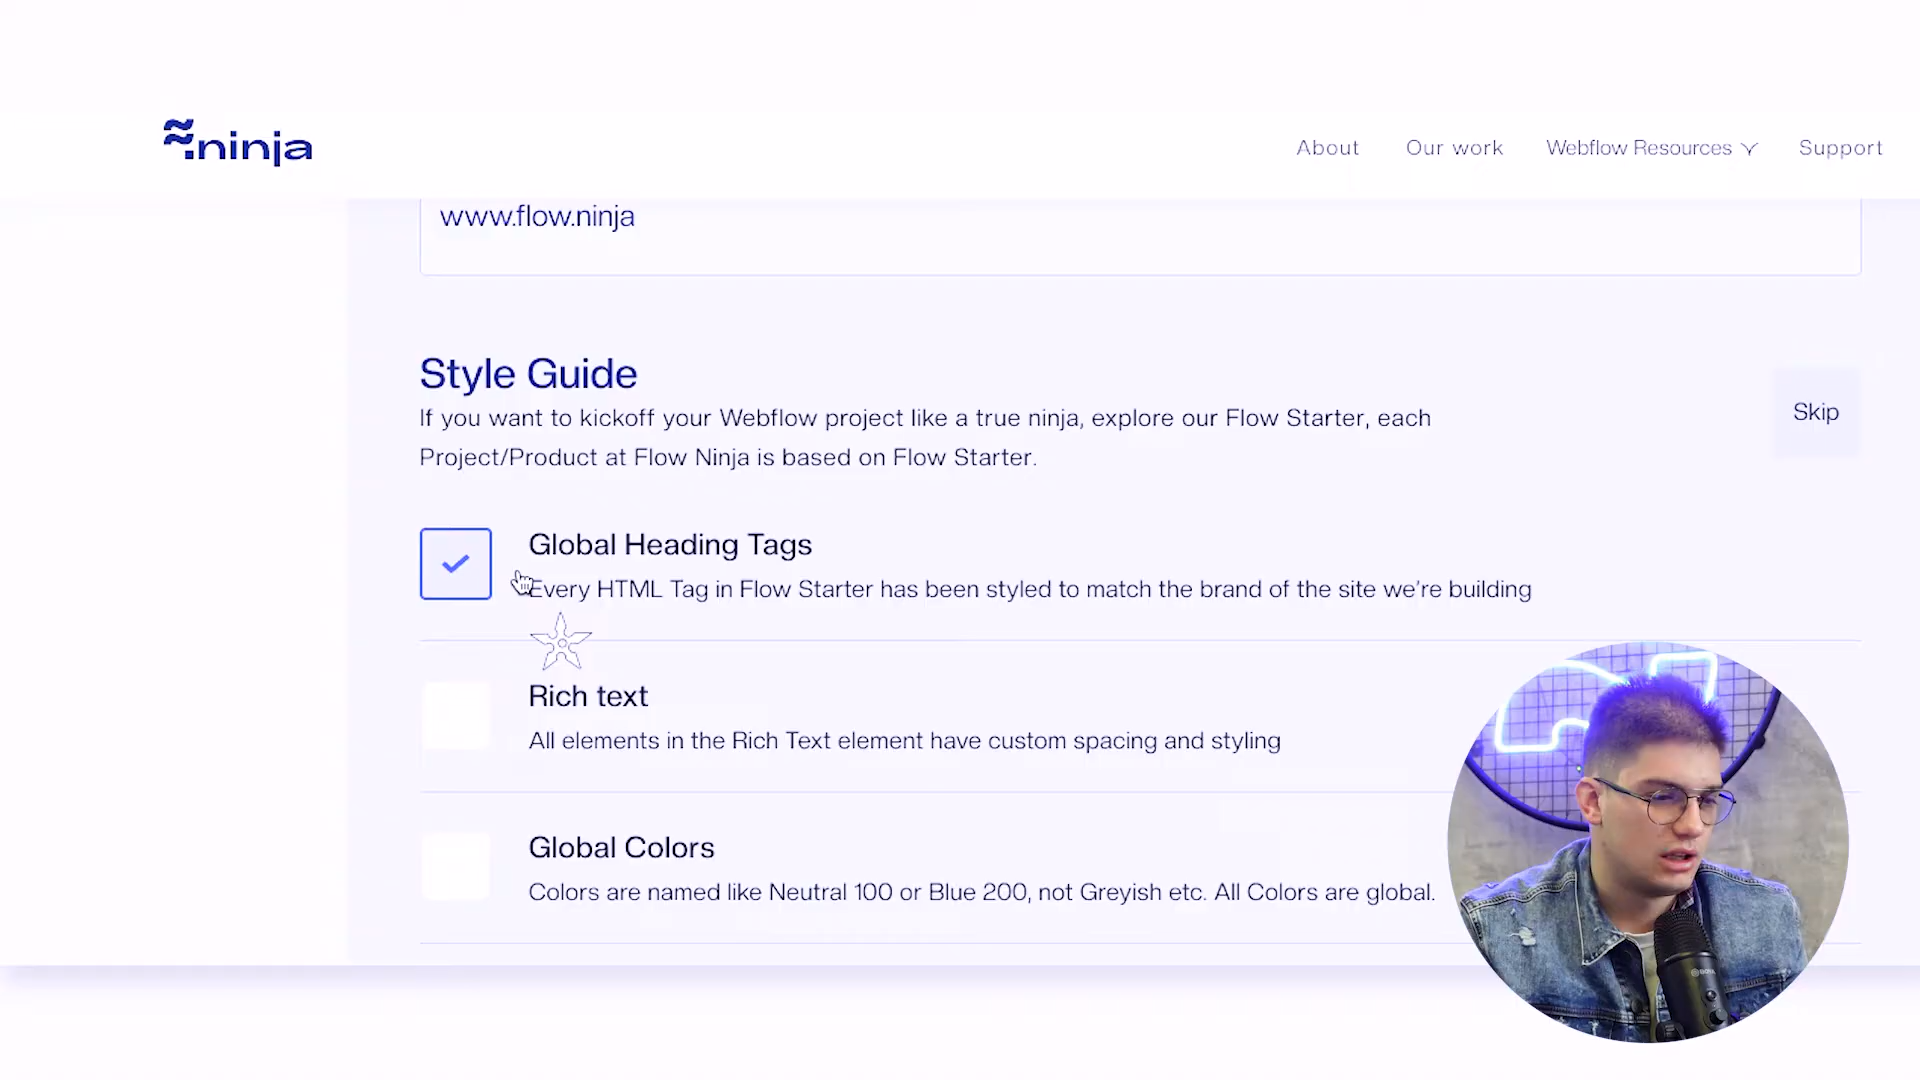 ninja
About
Our work
Webflow Resources
Support
www.flow.ninja
Style Guide
If you want to kickoff your Webflow project like a true ninja, explore our Flow Starter, each
Project/Product at Flow Ninja is based on Flow Starter.
Skip
Global Heading Tags
Every HTML Tag in Flow Starter has been styled to match the brand of the site we're building
Rich text
All elements in the Rich Text element have custom spacing and styling
Global Colors
Colors are named like Neutral 100 or Blue 200, not Greyish etc. All Colors are global.